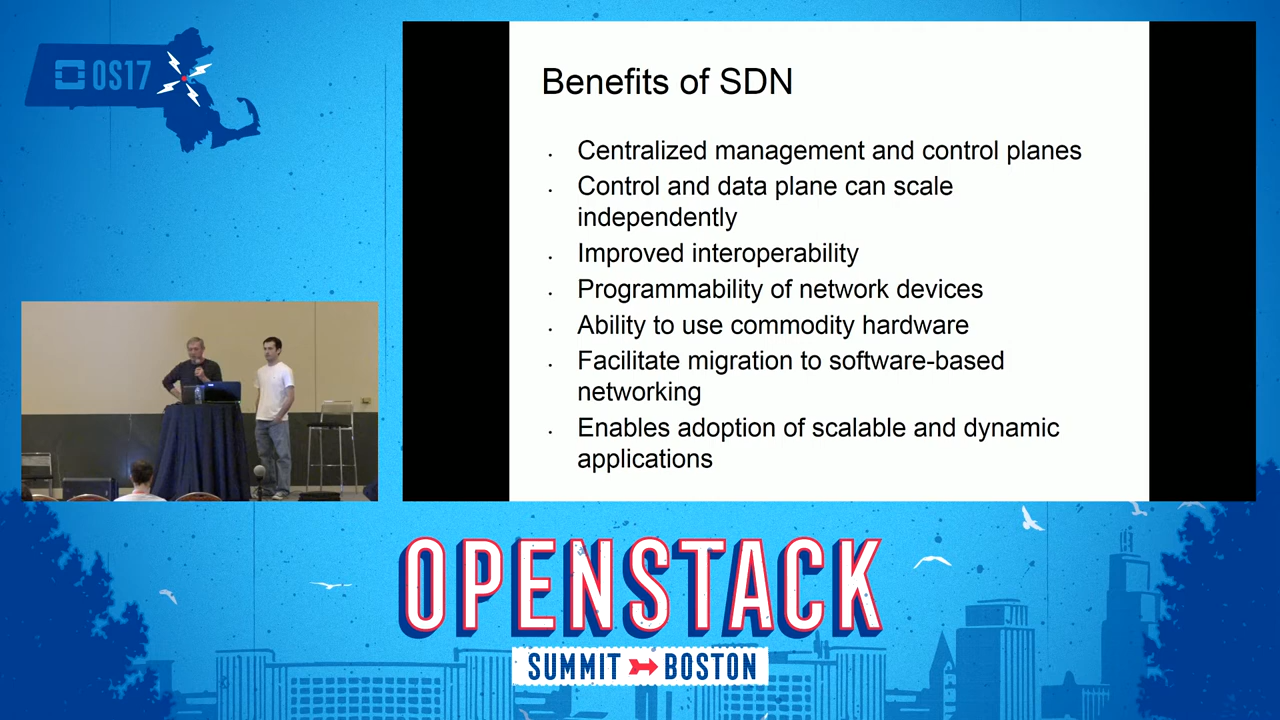 OS17
Benefits of SDN
· Centralized management and control planes
· Control and data plane can scale
independently
· Improved interoperability
· Programmability of network devices
· Ability to use commodity hardware
· Facilitate migration to software-based
networking
· Enables adoption of scalable and dynamic
applications
OPENSTACK
SUMMIT BOSTON